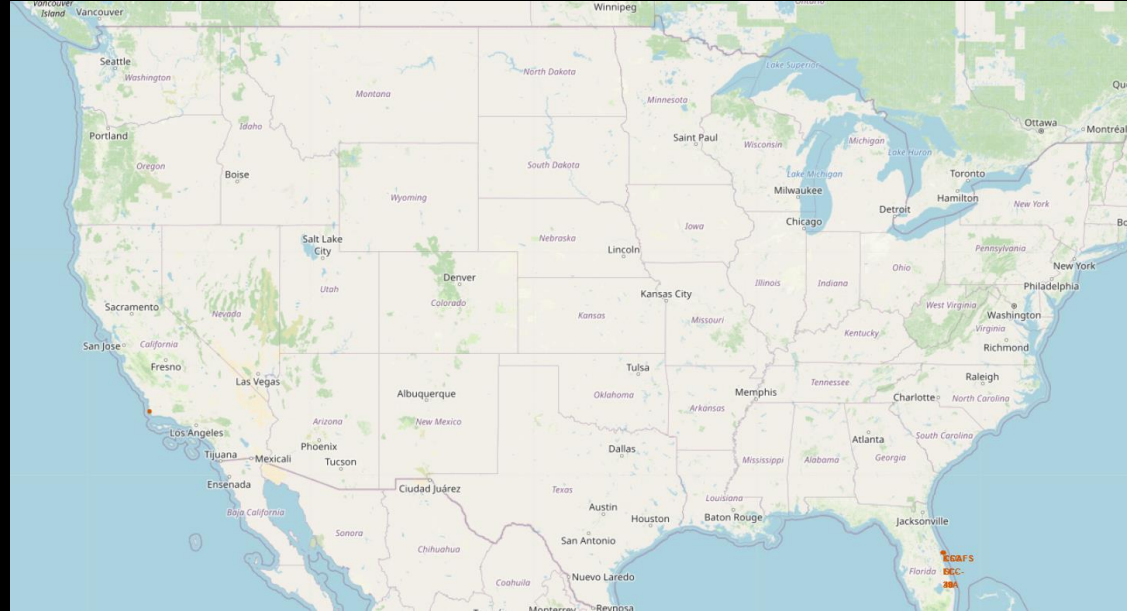 Vancouver
Island
Vancouver
Winnipeg
Ontario
Seattle
Washington
North Dakota
Lake Superior
Montana
Minnesota
Ottawa
Montréal
Portland
Idaho
Saint Paul
Wisconsin
Michigan
Lake Huron
Oregon
Boise
South Dakota
Lake Michigan
Toronto
Wyoming
Milwaukee
Hamilton
New York
Detroit
Chicago
Iowa
Salt Lake
City
Nebraska
Lincoln
Pennsylvania
New York
Denver
Ohio
Utah
Illinois
Indiana
Philadelphia
Kansas City
Colorado
Sacramento
Nevada
West Virginia
Washington
Kansas
Missouri
Virginia
San Jose
California
Kentucky
Richmond
Fresno
Las Vegas
Tulsa
Raleigh
Tennessee
Albuquerque
Oklahoma
Memphis
Charlotte
North Carolina
Arkansas
Los Angeles
Arizona
New Mexico
South Carolina
Phoenix
Atlanta
Dallas
Tijuana
Mexicali
Tucson
Mississippi
Alabama
Georgia
Ensenada
Ciudad Juárez
Texas
Louisiana
Baja California
Austin
Houston
Baton Rouge
Jacksonville
Sonora
San Antonio
Chihuahua
Florida
Nuevo Laredo
Coahuila
Monterrey
Reynosa